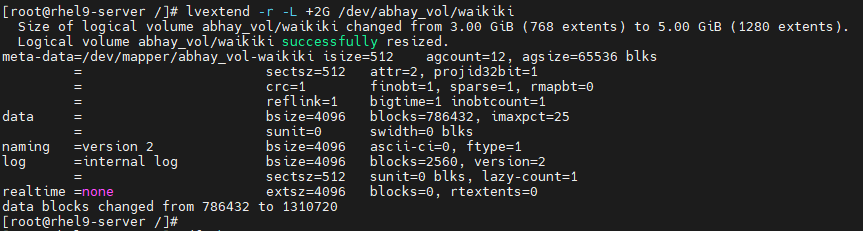 [root@rhel9-server /]# lvextend -r -L +2G /dev/abhay_vol/waikiki
  Size of logical volume abhay_vol/waikiki changed from 3.00 GiB (768 extents) to 5.00 GiB (1280 extents).
  Logical volume abhay_vol/waikiki successfully resized.
meta-data=/dev/mapper/abhay_vol-waikiki isize=512    agcount=12, agsize=65536 blks
         =                       sectsz=512   attr=2, projid32bit=1
         =                       crc=1        finobt=1, sparse=1, rmapbt=0
         =                       reflink=1    bigtime=1 inobtcount=1
data     =                       bsize=4096   blocks=786432, imaxpct=25
         =                       sunit=0      swidth=0 blks
naming   =version 2              bsize=4096   ascii-ci=0, ftype=1
log      =internal log           bsize=4096   blocks=2560, version=2
         =                       sectsz=512   sunit=0 blks, lazy-count=1
realtime =none                   extsz=4096   blocks=0, rtextents=0
data blocks changed from 786432 to 1310720
[root@rhel9-server /]#